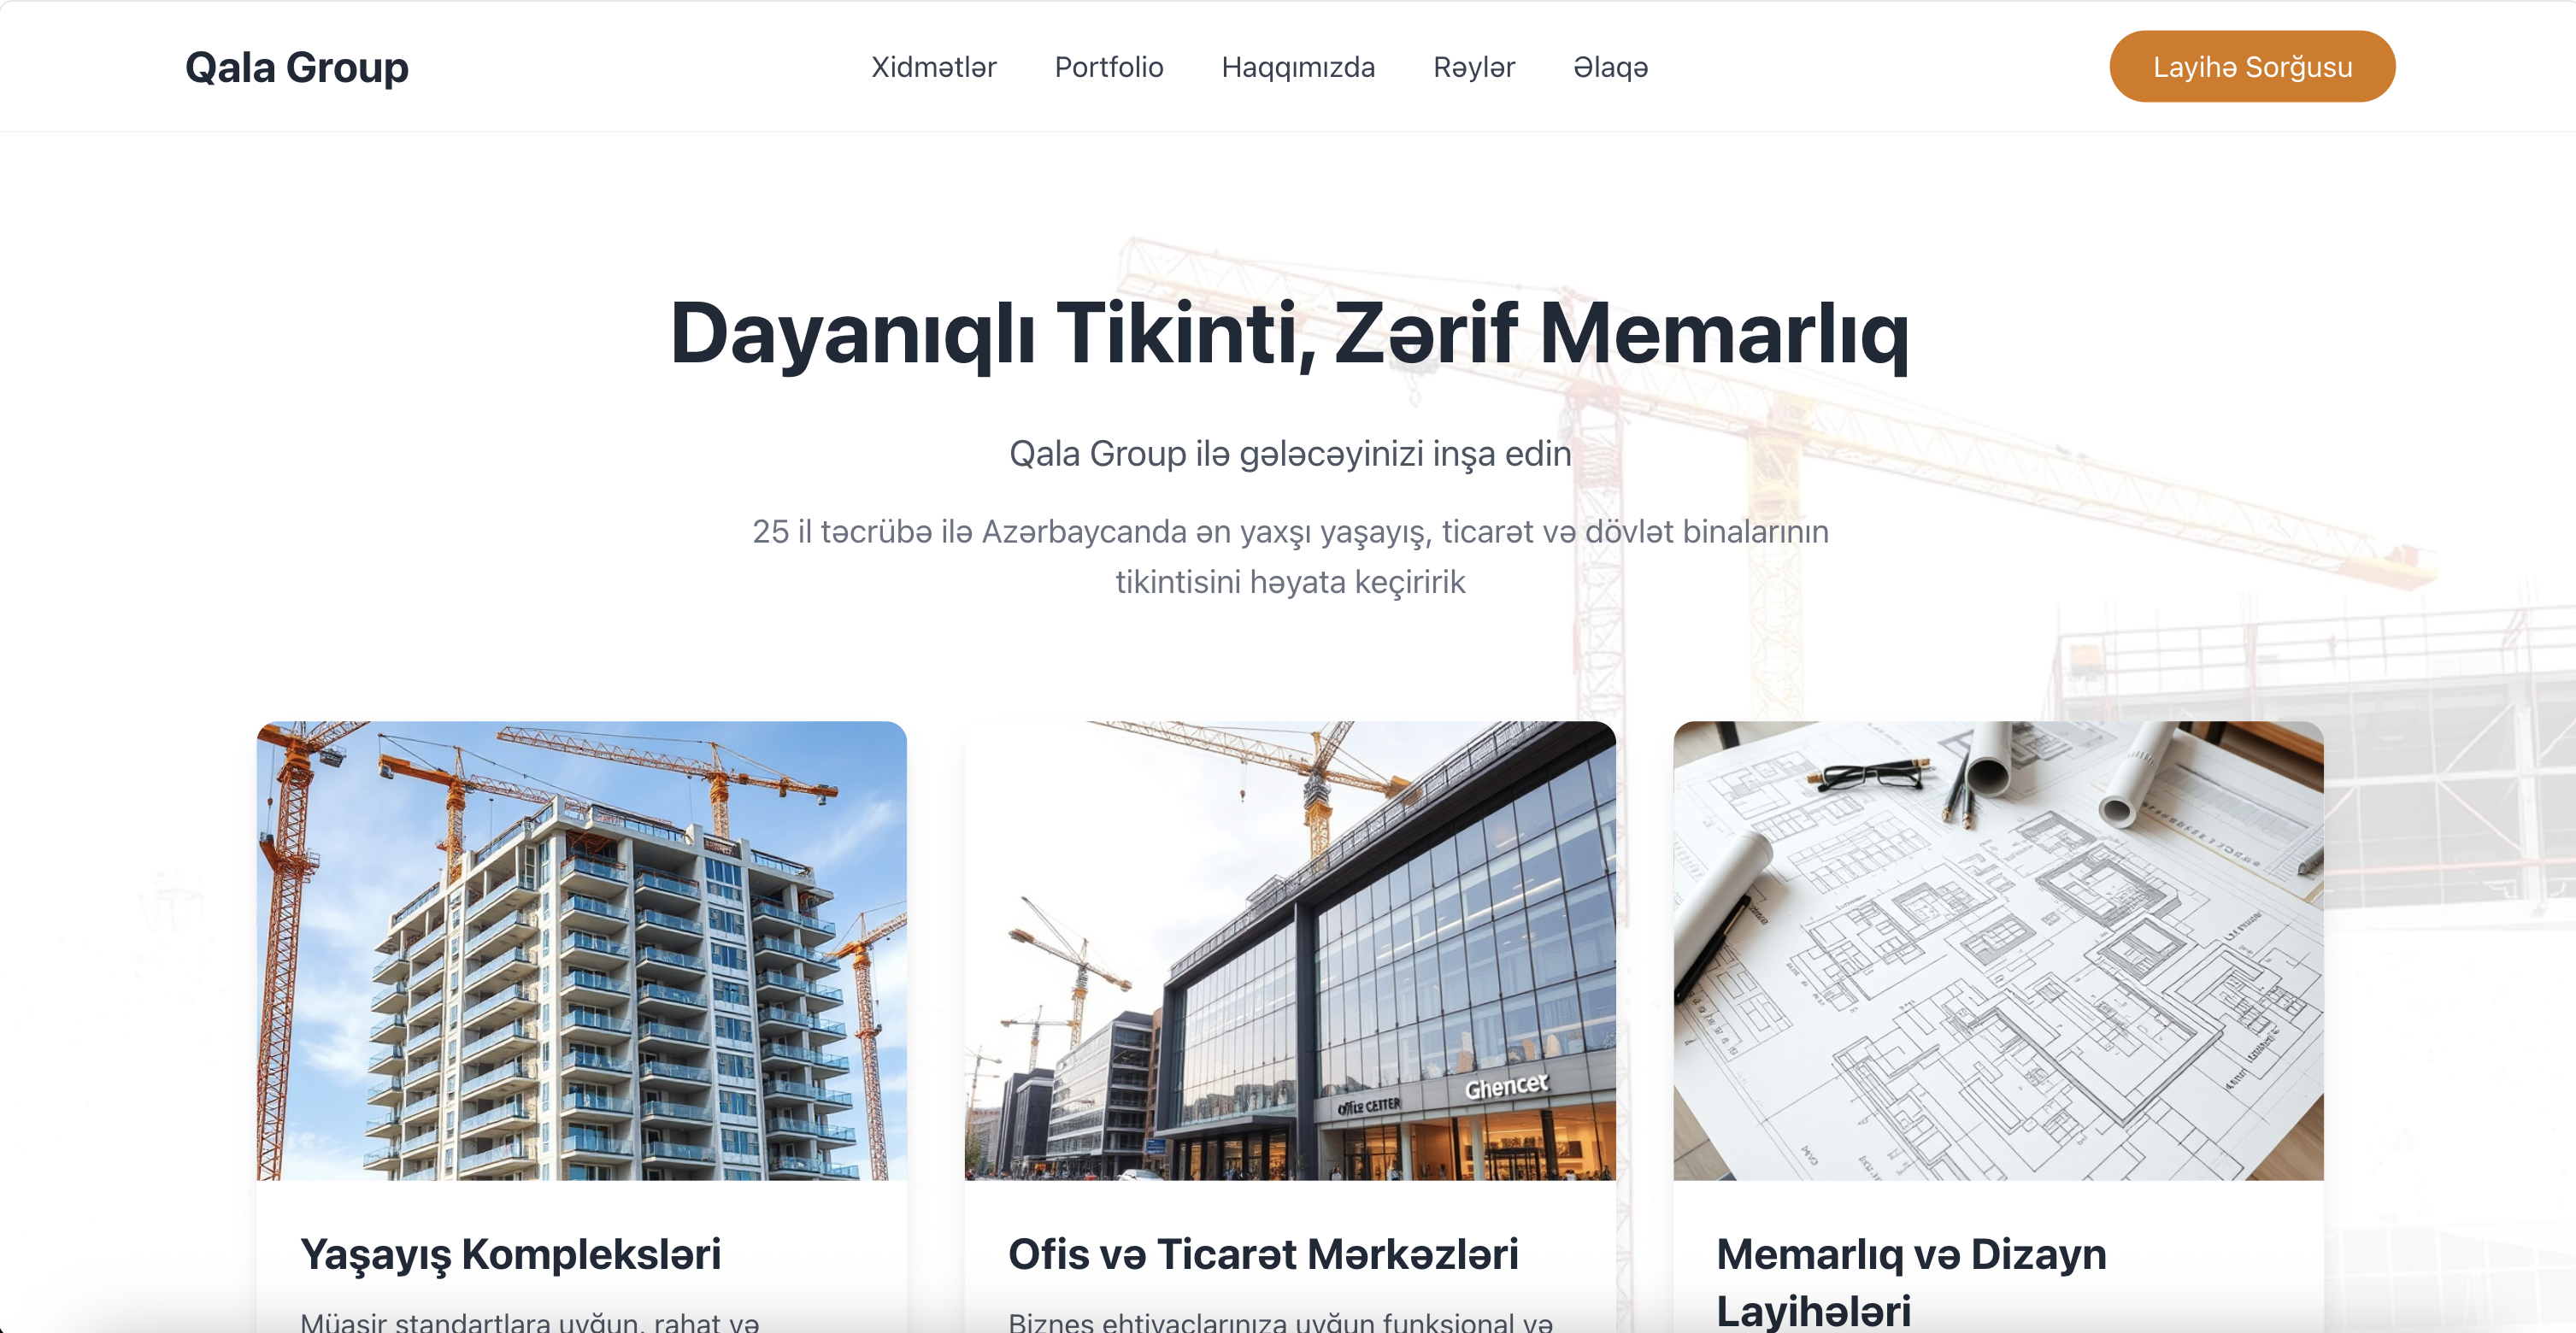 Qala Group
Xidmətlər
Portfolio
Haqqımızda
Rəylər
Əlaqə
Layihə Sorğusu
Dayanıqlı Tikinti, Zərif Memarlıq
Qala Group ilə gələcəyinizi inşa edin
25 il təcrübə ilə Azərbaycanda ən yaxşı yaşayış, ticarət və dövlət binalarının
tikintisini həyata keçiririk
Ghencet
Yaşayış Kompleksləri
Ofis və Ticarət Mərkəzləri
Memarlıq və Dizayn
Layihələri
Müasir standartlara uyğun, rahat və
Biznes ehtiyaclarınıza uyğun funksional və